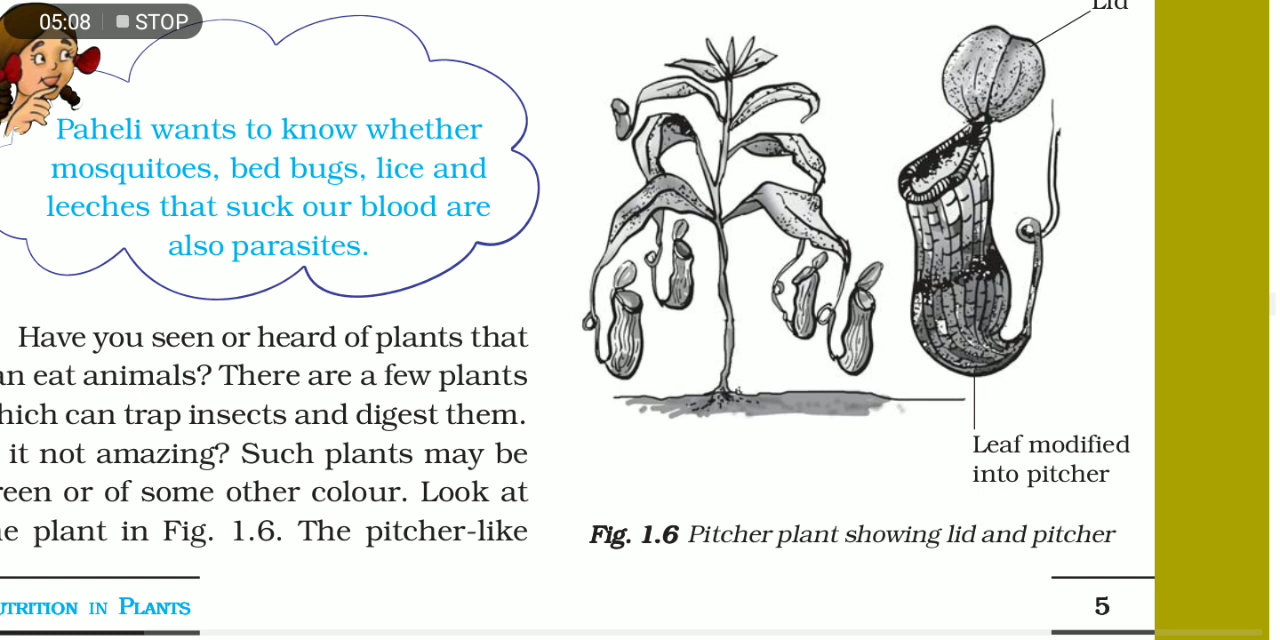 05:08 STOP
Lid
Paheli wants to know whether
mosquitoes, bed bugs, lice and
leeches that suck our blood are
also parasites.
Have you seen or heard of plants that
an eat animals? There are a few plants
hich can trap insects and digest them.
it not amazing? Such plants may be
reen or of some other colour. Look at
e plant in Fig. 1.6. The pitcher-like
Leaf modified
into pitcher
Fig. 1.6 Pitcher plant showing lid and pitcher
UTRITION IN PLANTS
5